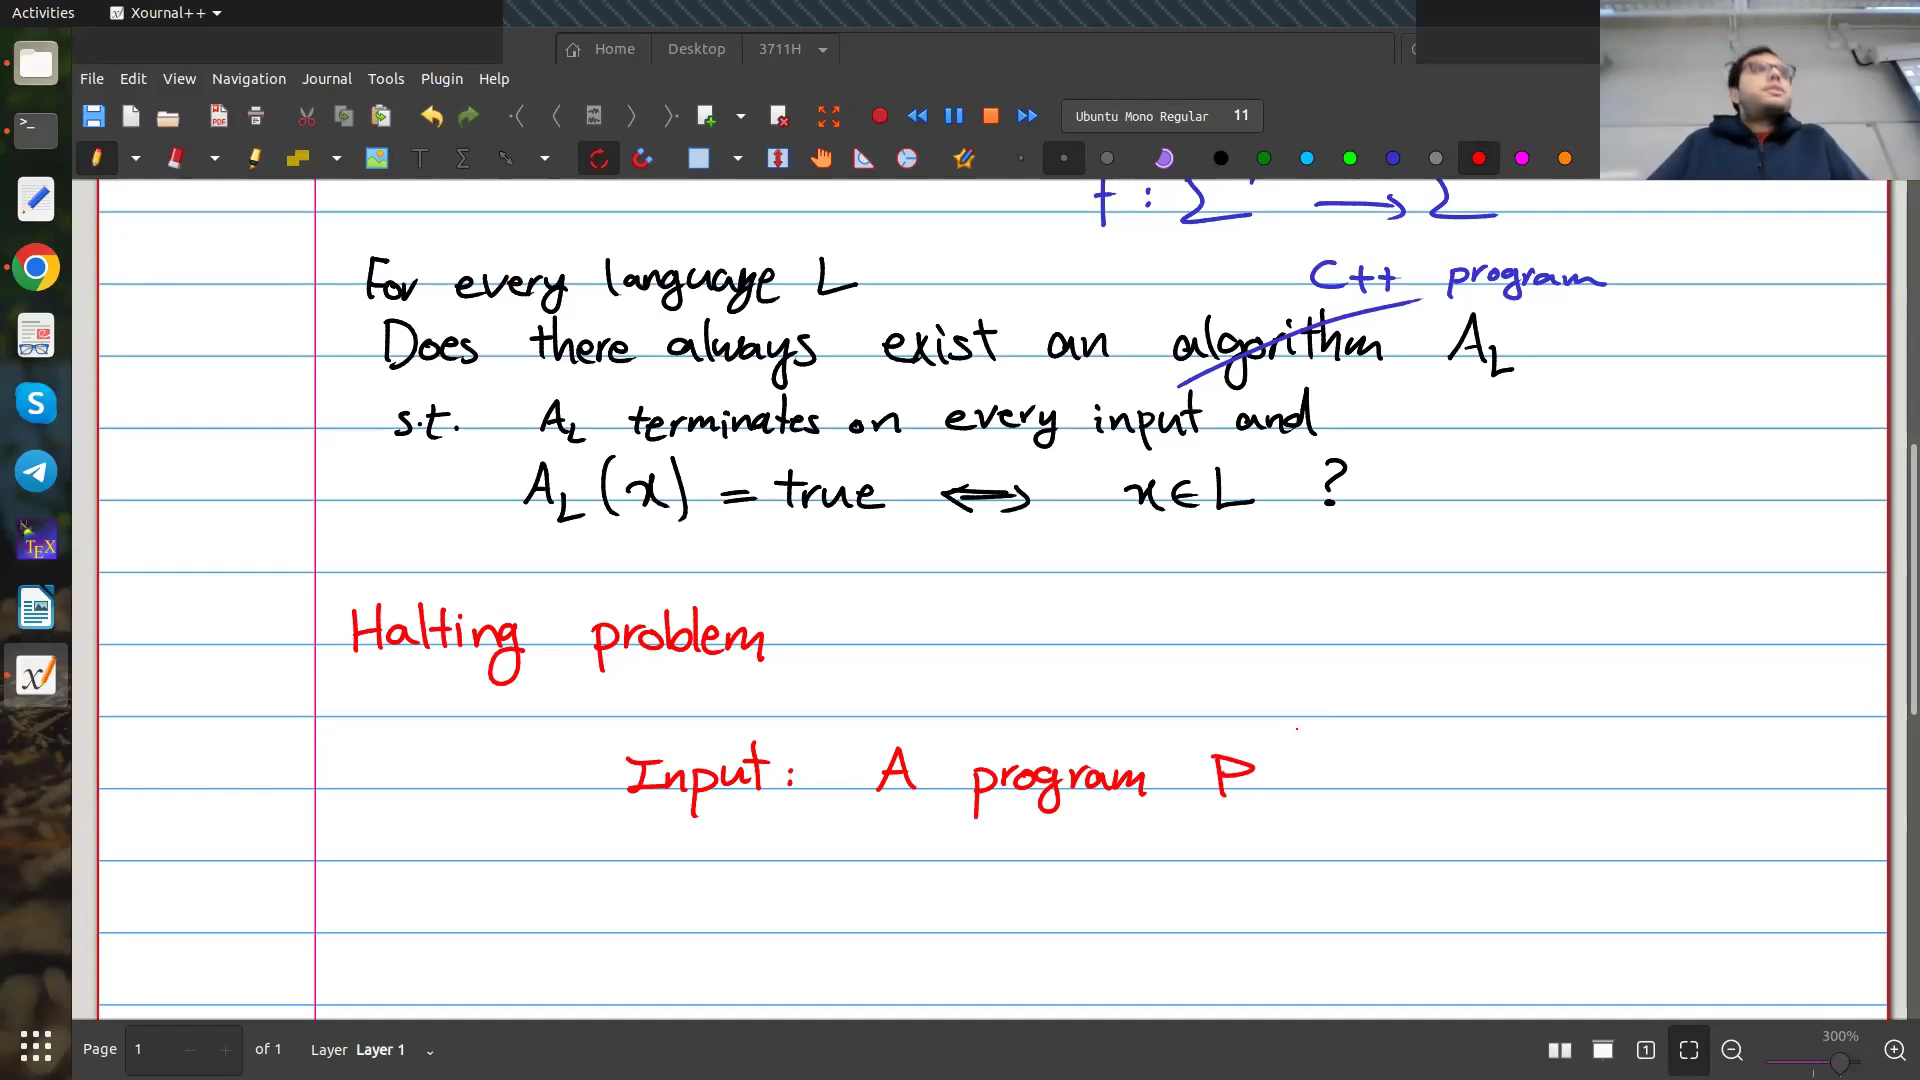 Activities Xournal++
Home Desktop 3711H
File Edit View Navigation Journal Tools Plugin Help
Ubuntu Mono Regular 11
f : Σ* → Σ
For every language L
C++ program
Does there always exist an algorithm A_L
s.t. A_L terminates on every input and
A_L (x) = true ⟺ x ∈ L ?
Halting problem
Input: A program P
Page 1 of 1 Layer Layer 1
300%